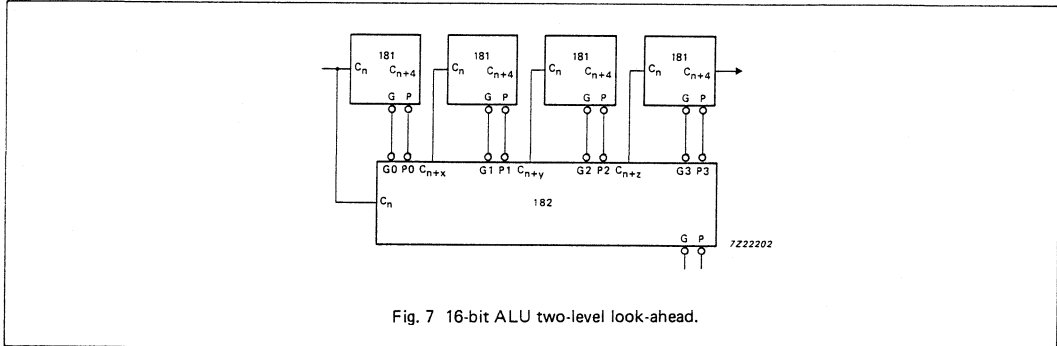 181 181 181 181
Cn Cn+4 Cn Cn+4 Cn Cn+4 Cn Cn+4
G P G P G P G P
G0 P0 Cn+x G1 P1 Cn+y G2 P2 Cn+z G3 P3
Cn 182
G P
7Z22202
Fig. 7 16-bit ALU two-level look-ahead.